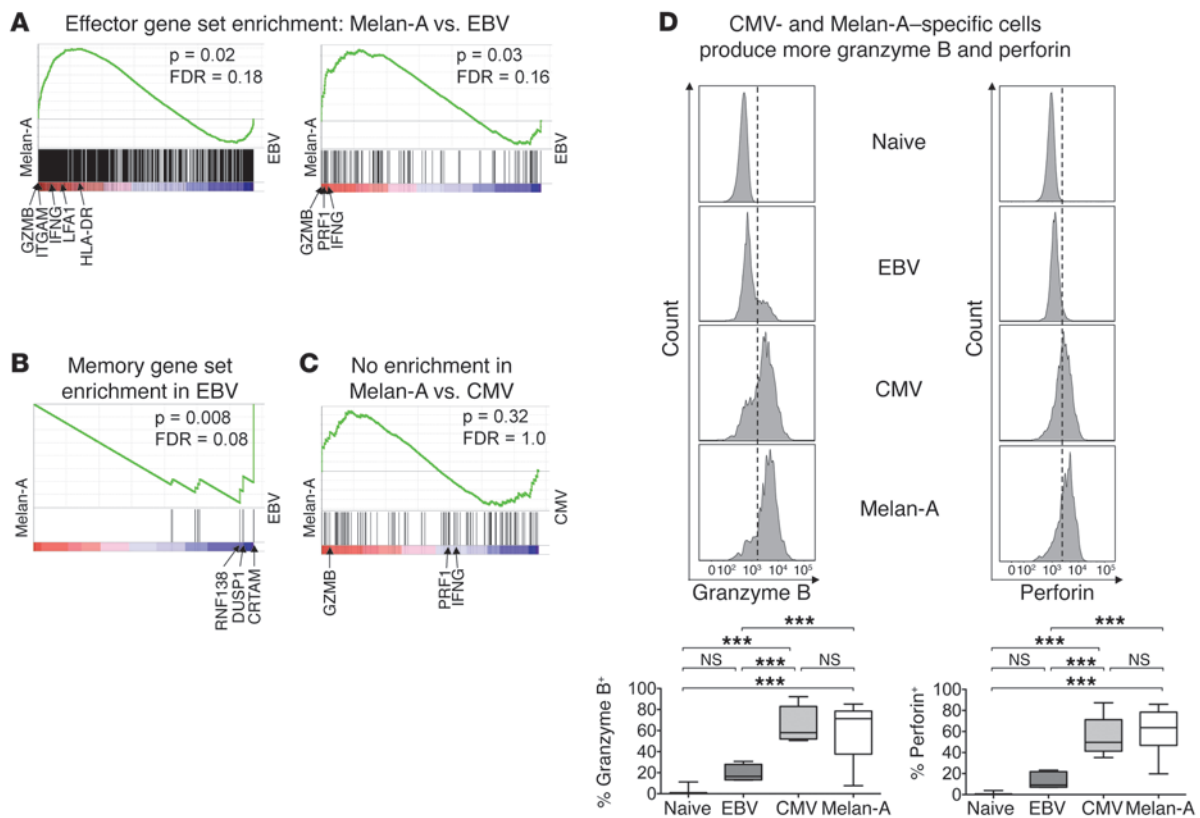 A Effector gene set enrichment: Melan-A vs. EBV
p = 0.02
FDR = 0.18
Melan-A
EBV
GZMB
ITGAM
IFNG
LFA1
HLA-DR
p = 0.03
FDR = 0.16
Melan-A
EBV
GZMB
PRF1
IFNG
B Memory gene set
enrichment in EBV
p = 0.008
FDR = 0.08
Melan-A
EBV
RNF138
DUSP1
CRTAM
C No enrichment in
Melan-A vs. CMV
p = 0.32
FDR = 1.0
Melan-A
CMV
GZMB
PRF1
IFNG
D CMV- and Melan-A–specific cells
produce more granzyme B and perforin
Naive
EBV
CMV
Melan-A
Count
0 10² 10³ 10⁴ 10⁵
Granzyme B
Count
0 10² 10³ 10⁴ 10⁵
Perforin
***
***
NS *** NS
***
% Granzyme B⁺
100
80
60
40
20
0
Naive EBV CMV Melan-A
***
***
NS *** NS
***
% Perforin⁺
100
80
60
40
20
0
Naive EBV CMV Melan-A